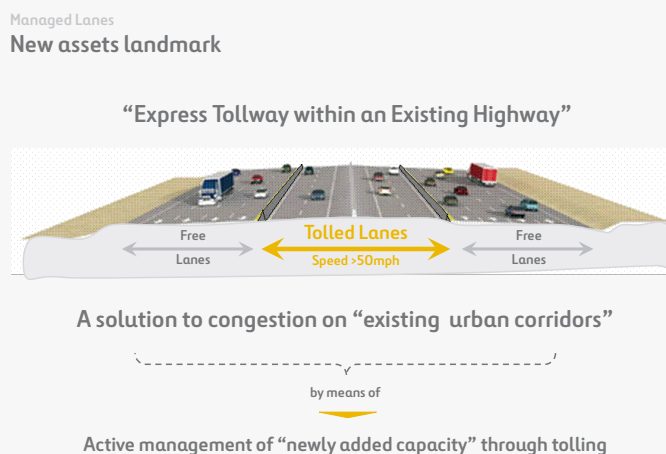 Managed Lanes
New assets landmark
“Express Tollway within an Existing Highway”
Free Tolled Lanes Free
Lanes Speed >50mph Lanes
A solution to congestion on “existing urban corridors”
by means of
Active management of “newly added capacity” through tolling